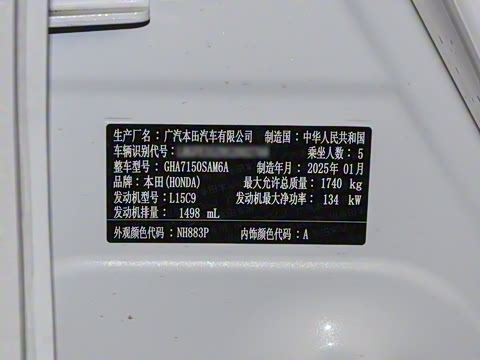 生产厂名：广汽本田汽车有限公司 制造国：中华人民共和国
车辆识别代号： 乘坐人数： 5
整车型号： GHA7150SAM6A 制造年月： 2025年 01月
品牌：本田(HONDA) 最大允许总质量： 1740 kg
发动机型号：L15C9 发动机最大净功率： 134 kW
发动机排量： 1498 mL
外观颜色代码：NH883P 内饰颜色代码：A